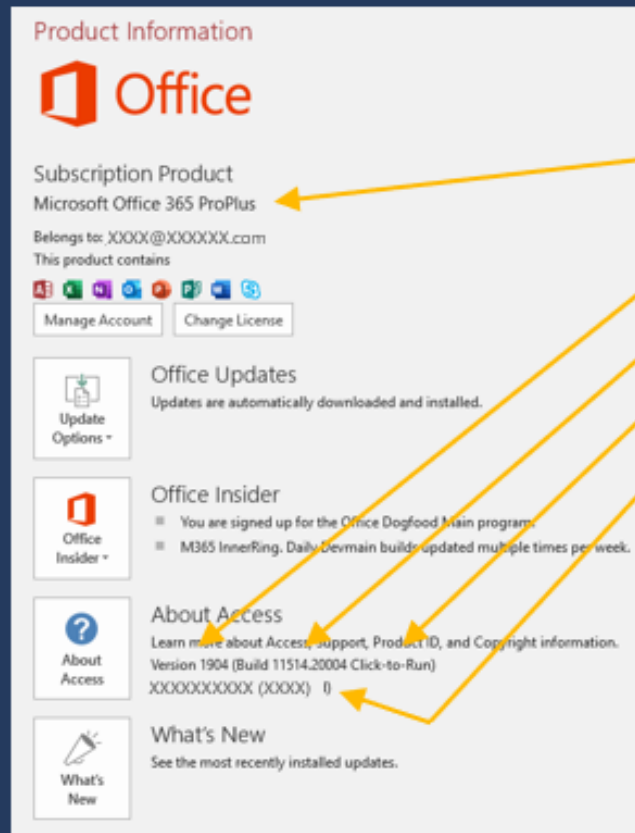 Product Information
Office
Subscription Product
Microsoft Office 365 ProPlus
Belongs to: XXXX@XXXXXX.com
This product contains
Manage Account
Change License
Update Options
Office Updates
Updates are automatically downloaded and installed.
Office Insider
Office Insider
You are signed up for the Office Dogfood Main program.
M365 InnerRing. Daily Devmain builds updated multiple times per week.
About Access
About Access
Learn more about Access, Support, Product ID, and Copyright information.
Version 1904 (Build 11514.20004 Click-to-Run)
XXXXXXXXXX (XXXX) I)
What's New
What's New
See the most recently installed updates.